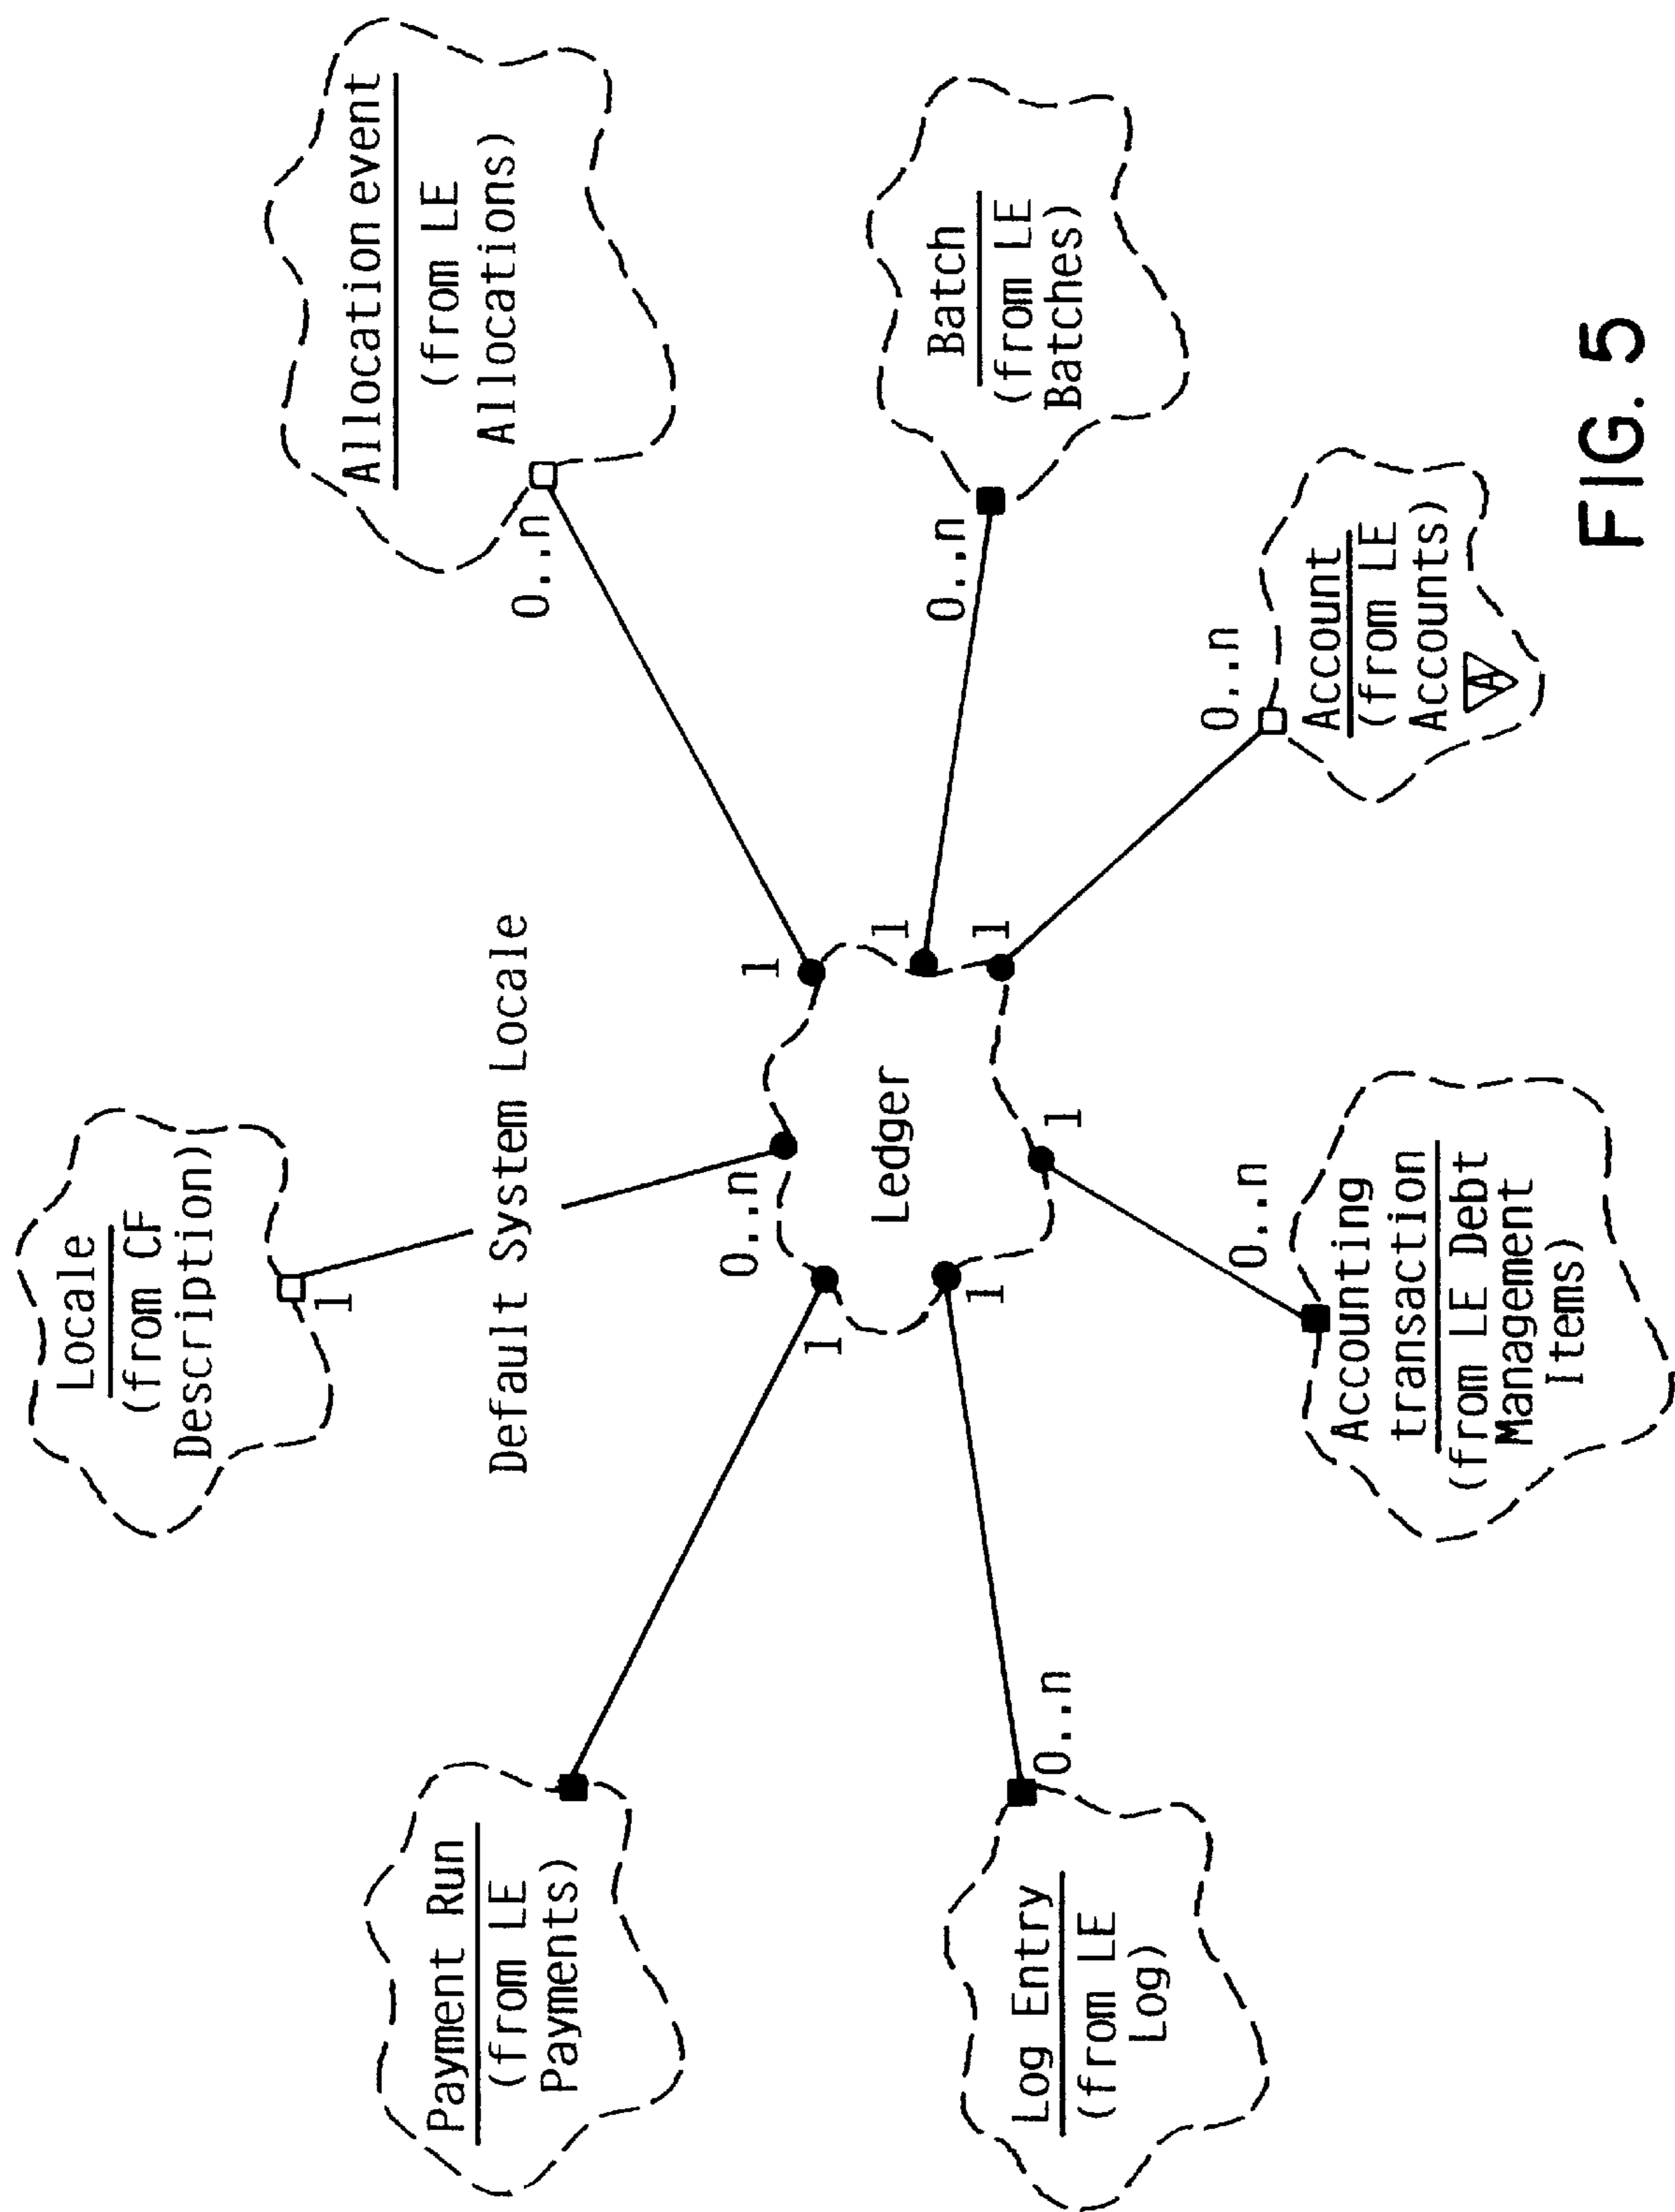 Locale
(from CF
Description)
1
Default System Locale
0..n
Payment Run
(from LE
Payments)
1
Allocation event
(from LE
Allocations)
0..n
1
Ledger
Batch
(from LE
Batches)
0..n
1
Log Entry
(from LE
Log)
0..n
1
Account
(from LE
Accounts)
A
0..n
1
Accounting
transaction
(from LE Debt
Management
Items)
0..n
1
FIG. 5